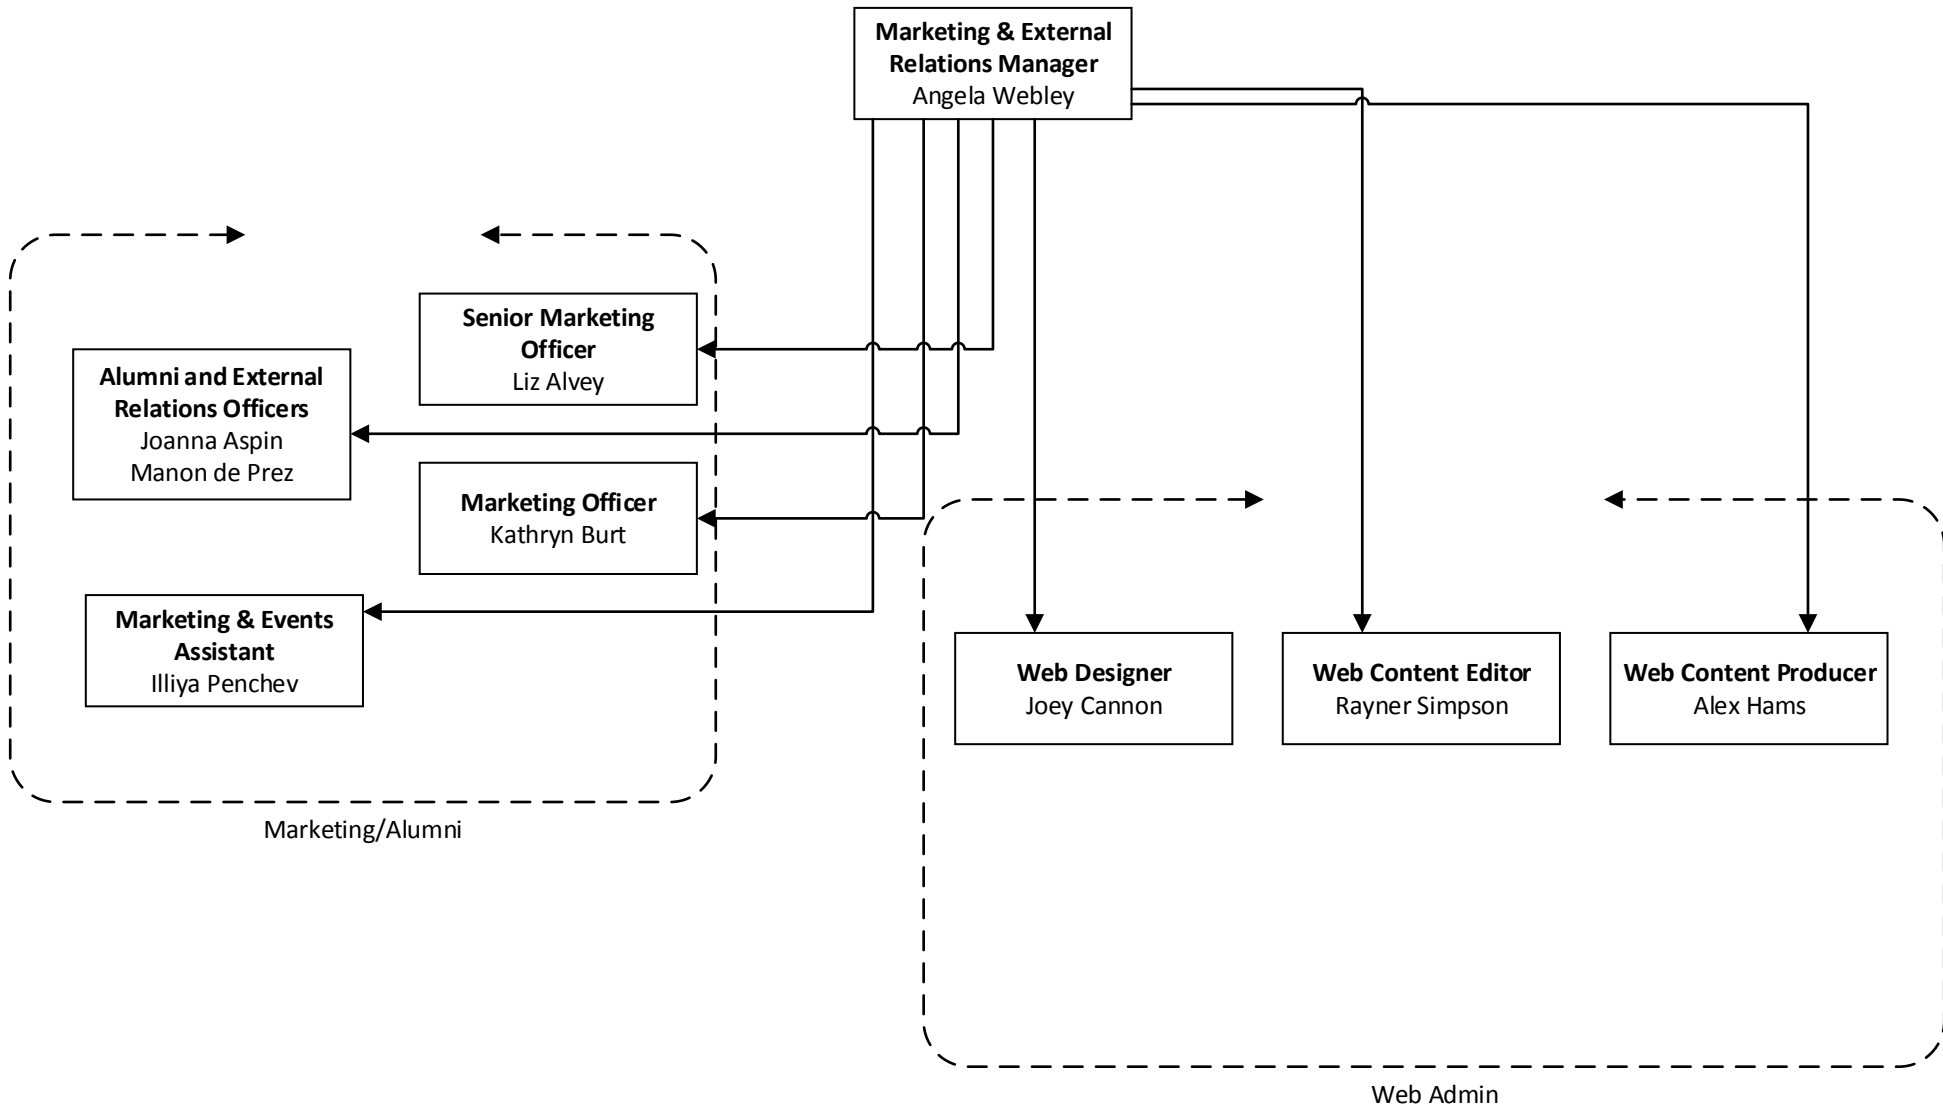 Marketing & External
Relations Manager
Angela Webley
Senior Marketing
Officer
Liz Alvey
Alumni and External
Relations Officers
Joanna Aspin
Manon de Prez
Marketing Officer
Kathryn Burt
Marketing & Events
Assistant
Illiya Penchev
Marketing/Alumni
Web Designer
Joey Cannon
Web Content Editor
Rayner Simpson
Web Content Producer
Alex Hams
Web Admin